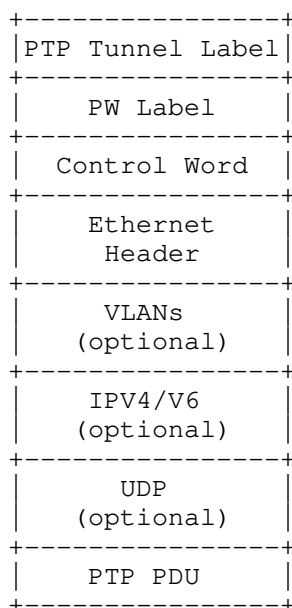 PTP Tunnel Label
PW Label
Control Word
Ethernet
Header
VLANs
(optional)
IPV4/V6
(optional)
UDP
(optional)
PTP PDU